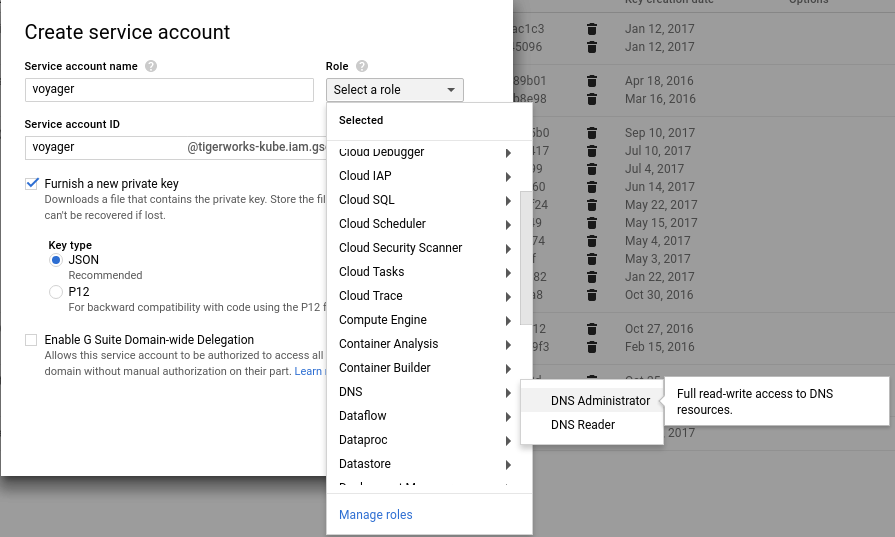 Key creation date Options
Create service account
Service account name
Role
voyager
Select a role
Service account ID
voyager @tigerworks-kube.iam.gs
Furnish a new private key
Downloads a file that contains the private key. Store the fil
can't be recovered if lost.
Key type
JSON
Recommended
P12
For backward compatibility with code using the P12 f
Enable G Suite Domain-wide Delegation
Allows this service account to be authorized to access all
domain without manual authorization on their part. Learn
Selected
Cloud Debugger
Cloud IAP
Cloud SQL
Cloud Scheduler
Cloud Security Scanner
Cloud Tasks
Cloud Trace
Compute Engine
Container Analysis
Container Builder
DNS
Dataflow
Dataproc
Datastore
Manage roles
DNS Administrator
DNS Reader
Full read-write access to DNS
resources.
ac1c3 Jan 12, 2017
45096 Jan 12, 2017
89b01 Apr 18, 2016
b8e98 Mar 16, 2016
6b0 Sep 10, 2017
417 Jul 10, 2017
99 Jul 4, 2017
60 Jun 14, 2017
f24 May 22, 2017
49 May 15, 2017
74 May 4, 2017
f May 3, 2017
82 Jan 22, 2017
a8 Oct 30, 2016
12 Oct 27, 2016
9f3 Feb 15, 2016
2017